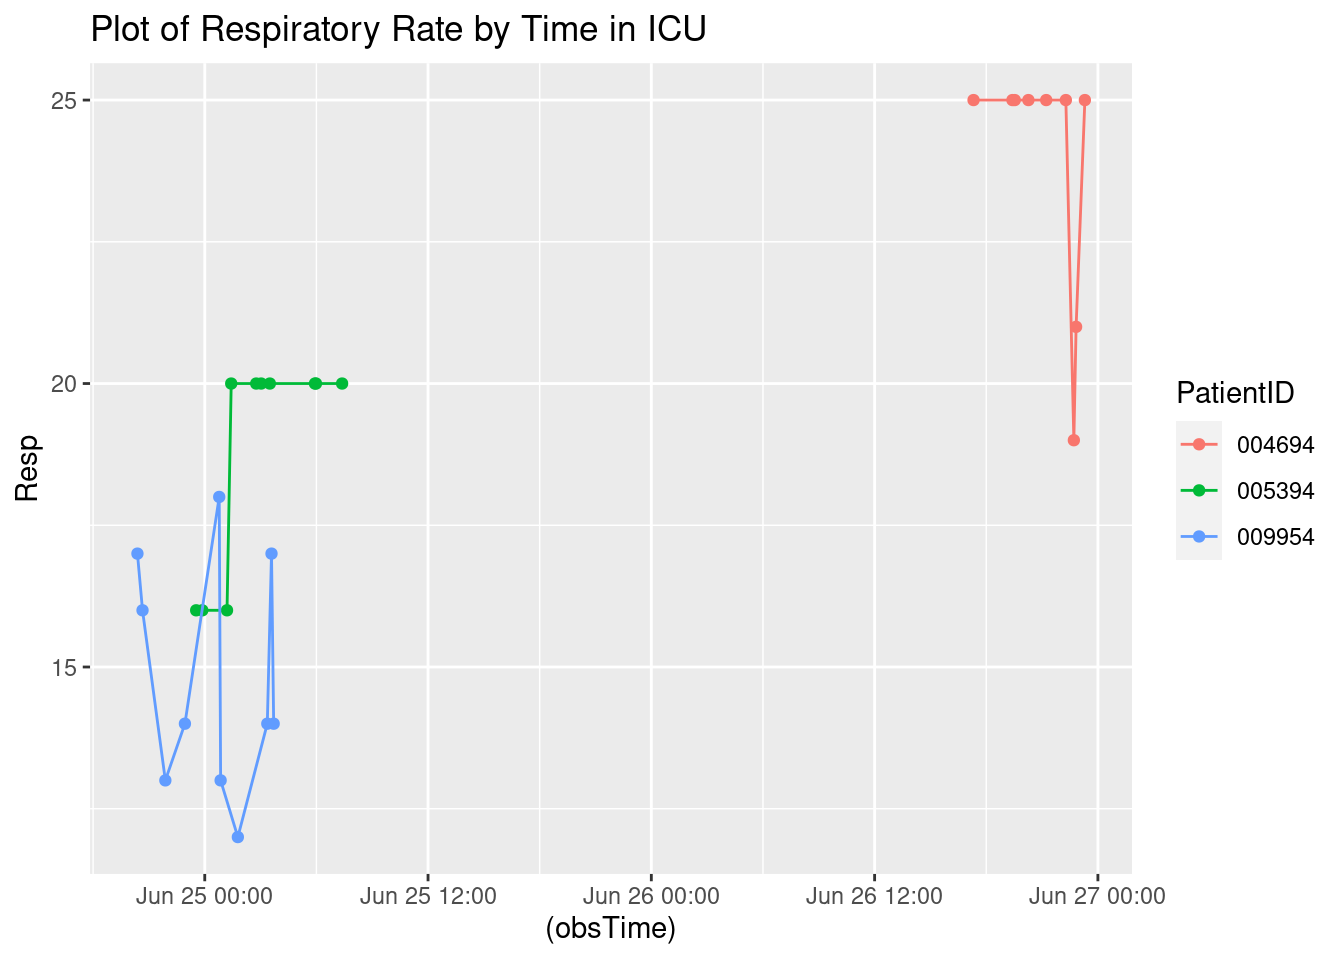 Plot of Respiratory Rate by Time in ICU
25
20
15
Resp
Jun 25 00:00
Jun 25 12:00
Jun 26 00:00
Jun 26 12:00
Jun 27 00:00
(obsTime)
PatientID
004694
005394
009954